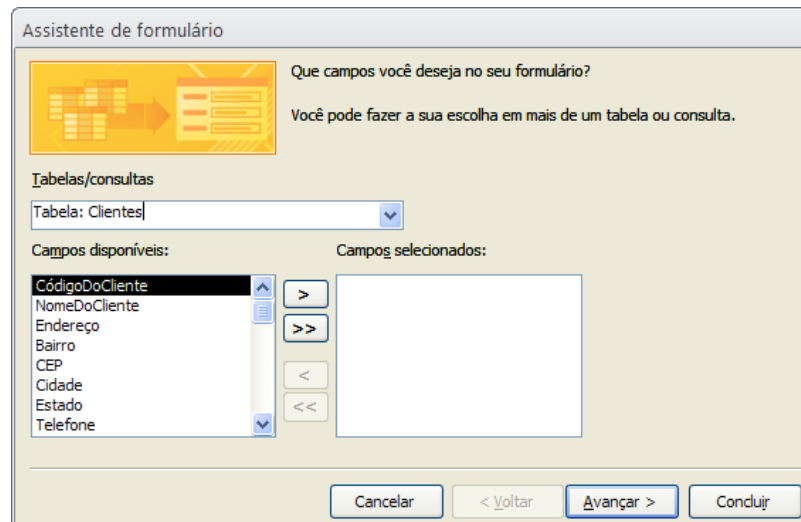 Assistente de formulário
Que campos você deseja no seu formulário?
Você pode fazer a sua escolha em mais de um tabela ou consulta.
Tabelas/consultas
Tabela: Clientes
Campos disponíveis:
Campos selecionados:
CódigoDoCliente
NomeDoCliente
Endereço
Bairro
CEP
Cidade
Estado
Telefone
>
>>
<
<<
Cancelar
< Voltar
Avançar >
Concluir